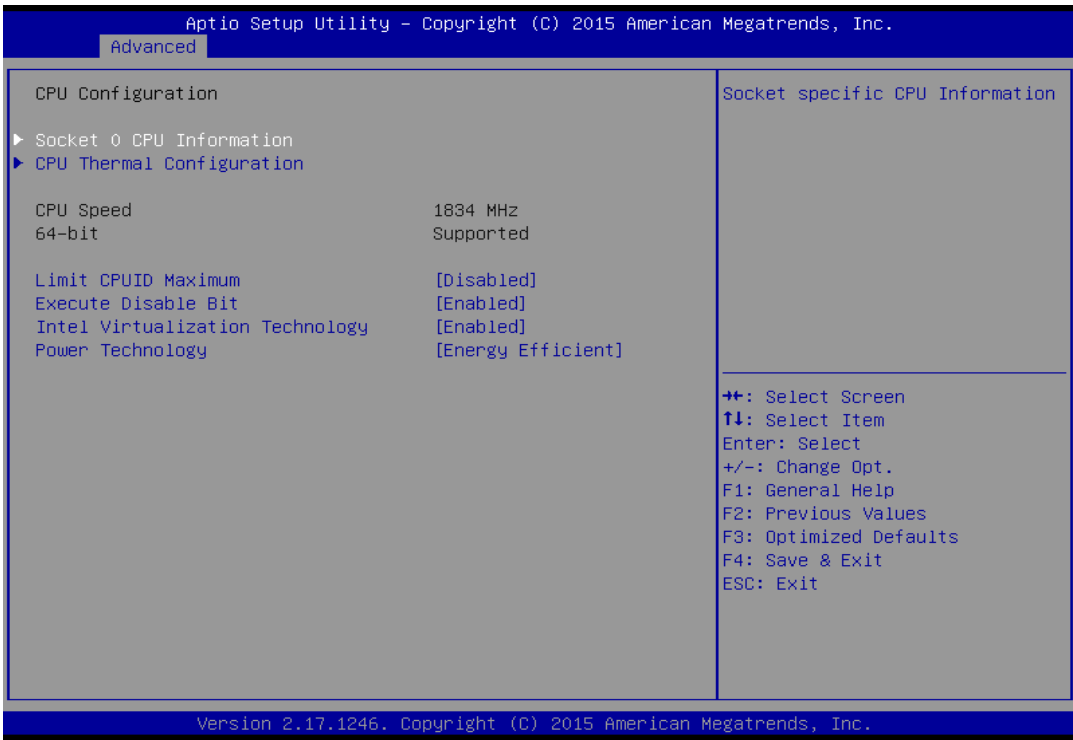 Aptio Setup Utility – Copyright (C) 2015 American Megatrends, Inc.
Advanced
CPU Configuration
Socket 0 CPU Information
CPU Thermal Configuration
CPU Speed 1834 MHz
64-bit Supported
Limit CPUID Maximum [Disabled]
Execute Disable Bit [Enabled]
Intel Virtualization Technology [Enabled]
Power Technology [Energy Efficient]
Socket specific CPU Information
→←: Select Screen
↑↓: Select Item
Enter: Select
+/-: Change Opt.
F1: General Help
F2: Previous Values
F3: Optimized Defaults
F4: Save & Exit
ESC: Exit
Version 2.17.1246. Copyright (C) 2015 American Megatrends, Inc.